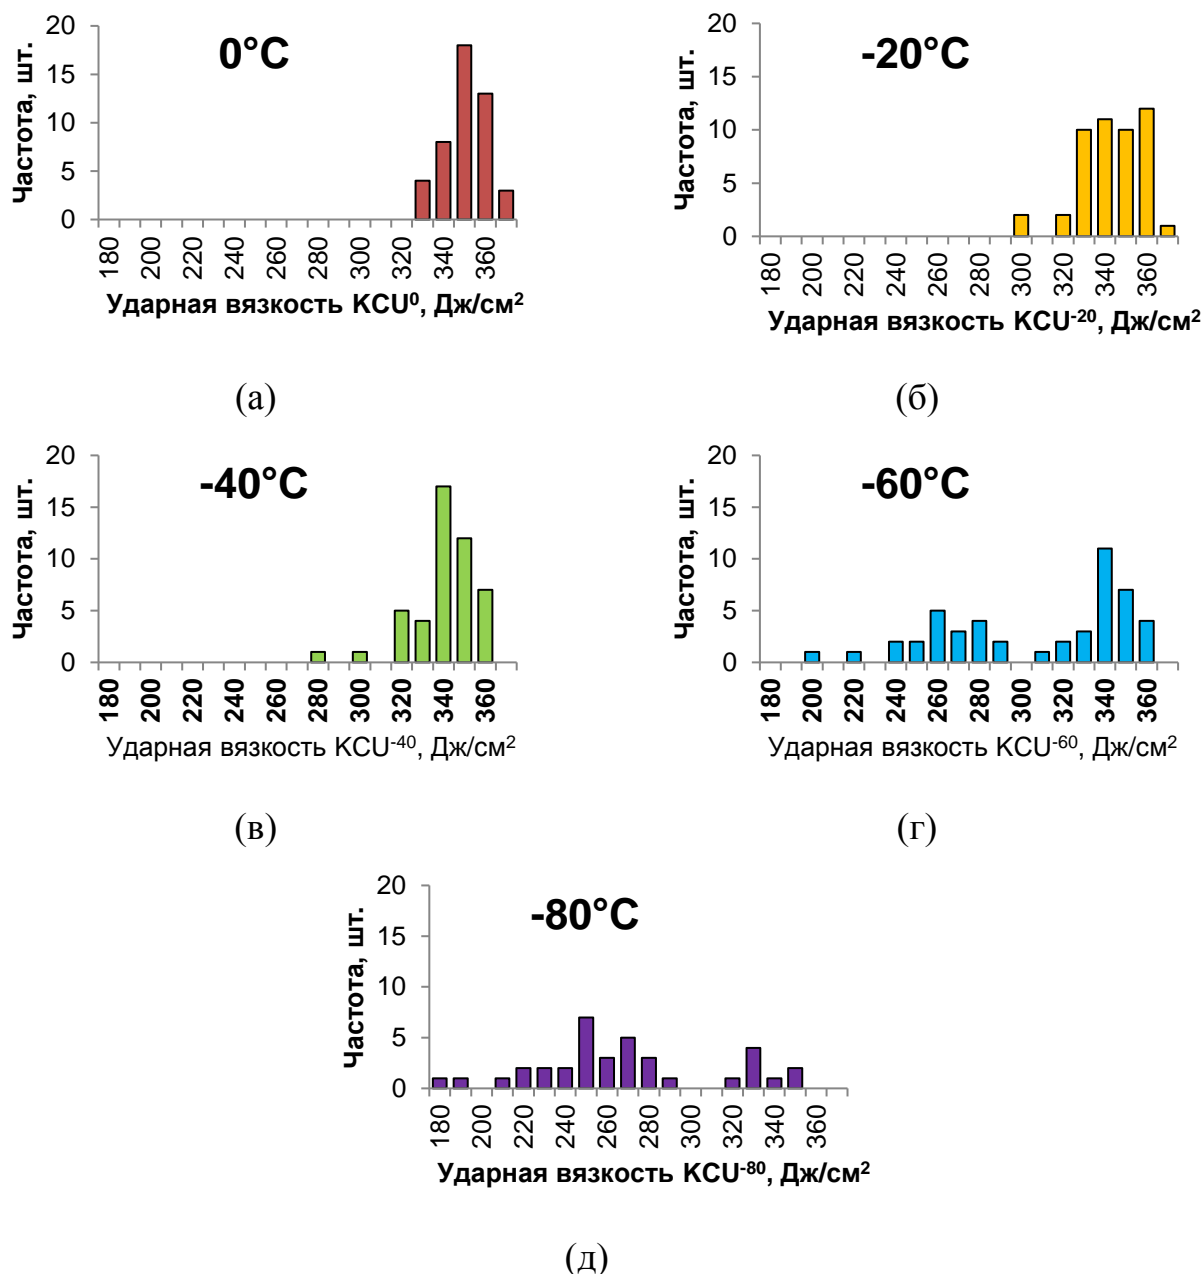 0°C
Частота, шт.
20
15
10
5
0
180 200 220 240 260 280 300 320 340 360
Ударная вязкость KCU⁰, Дж/см²
(а)
-20°C
Частота, шт.
20
15
10
5
0
180 200 220 240 260 280 300 320 340 360
Ударная вязкость KCU⁻²⁰, Дж/см²
(б)
-40°C
Частота, шт.
20
15
10
5
0
180 200 220 240 260 280 300 320 340 360
Ударная вязкость KCU⁻⁴⁰, Дж/см²
(в)
-60°C
Частота, шт.
20
15
10
5
0
180 200 220 240 260 280 300 320 340 360
Ударная вязкость KCU⁻⁶⁰, Дж/см²
(г)
-80°C
Частота, шт.
20
15
10
5
0
180 200 220 240 260 280 300 320 340 360
Ударная вязкость KCU⁻⁸⁰, Дж/см²
(д)